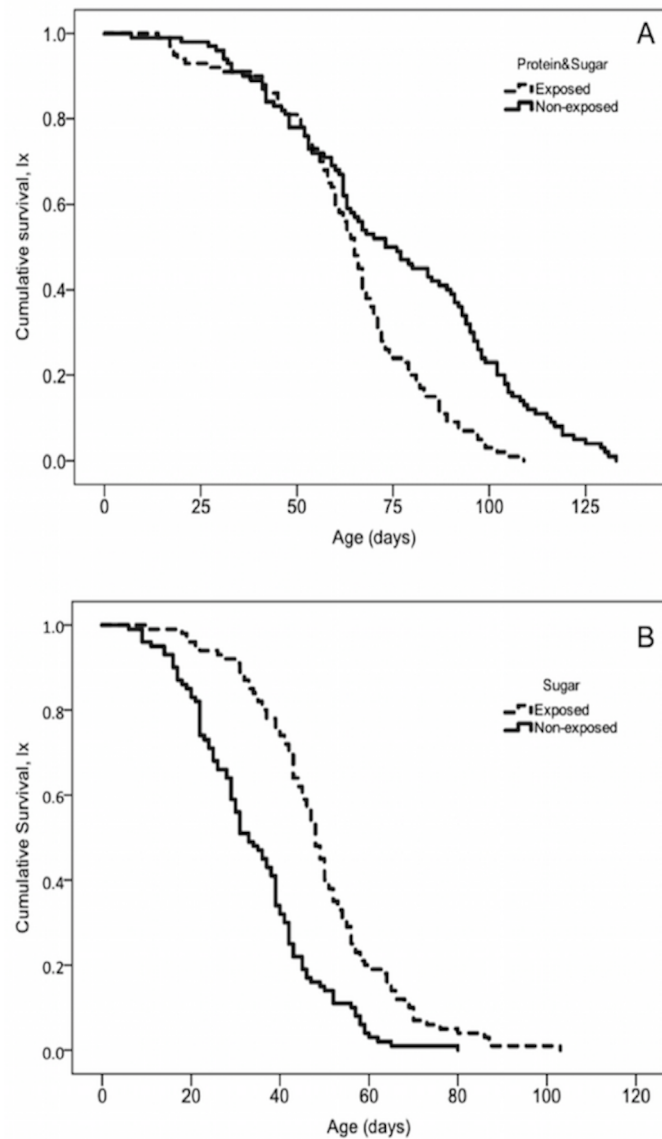 A
Protein&Sugar
Exposed
Non-exposed
Cumulative survival, lx
1.0
0.8
0.6
0.4
0.2
0.0
0 25 50 75 100 125
Age (days)
B
Sugar
Exposed
Non-exposed
Cumulative Survival, lx
1.0
0.8
0.6
0.4
0.2
0.0
0 20 40 60 80 100 120
Age (days)